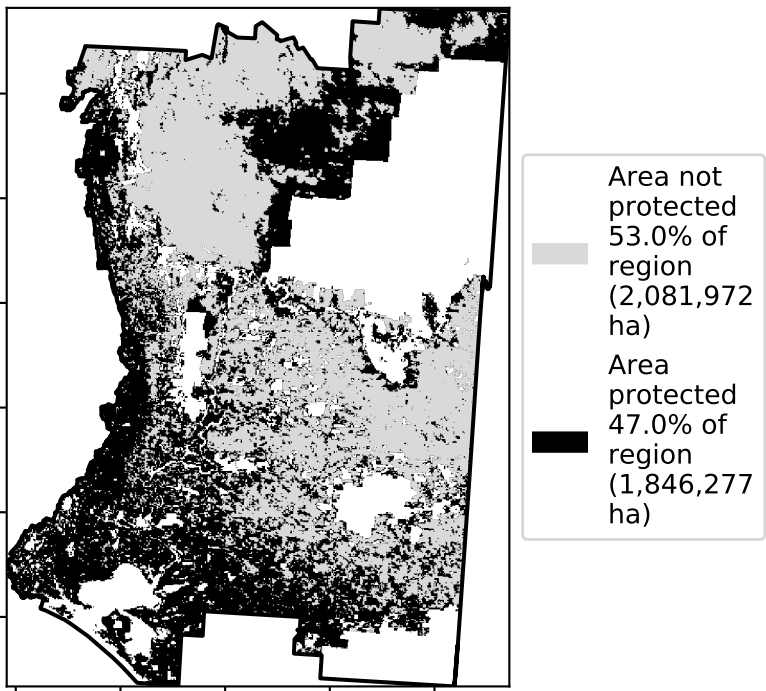 Area not
protected
53.0% of
region
(2,081,972
ha)
Area
protected
47.0% of
region
(1,846,277
ha)